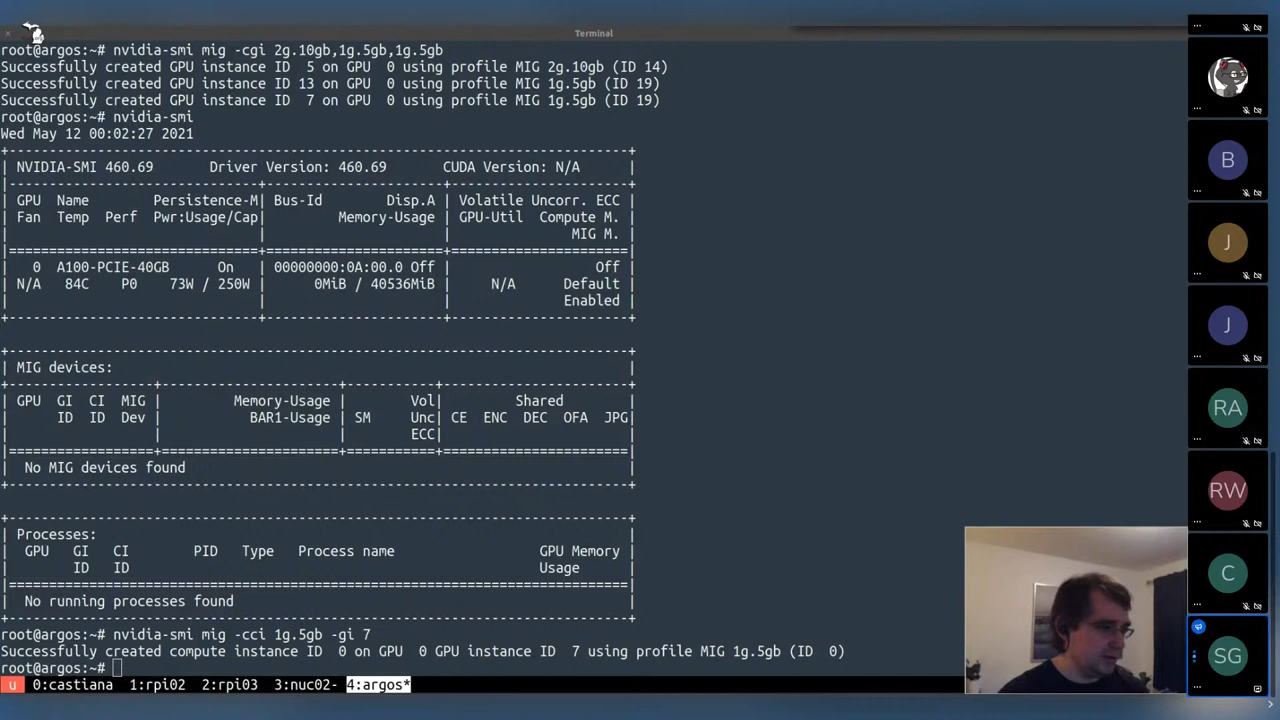 Terminal
root@argos:~# nvidia-smi mig -cgi 2g.10gb,1g.5gb,1g.5gb
Successfully created GPU instance ID  5 on GPU  0 using profile MIG 2g.10gb (ID 14)
Successfully created GPU instance ID 13 on GPU  0 using profile MIG 1g.5gb (ID 19)
Successfully created GPU instance ID  7 on GPU  0 using profile MIG 1g.5gb (ID 19)
root@argos:~# nvidia-smi
Wed May 12 00:02:27 2021
NVIDIA-SMI 460.69       Driver Version: 460.69       CUDA Version: N/A
GPU  Name        Persistence-M| Bus-Id        Disp.A | Volatile Uncorr. ECC
Fan  Temp  Perf  Pwr:Usage/Cap|         Memory-Usage | GPU-Util  Compute M.
MIG M.
0  A100-PCIE-40GB      On   | 00000000:0A:00.0 Off |                  Off
N/A   84C    P0    73W / 250W |      0MiB / 40536MiB |     N/A      Default
Enabled
MIG devices:
GPU  GI  CI  MIG |         Memory-Usage |        Vol|         Shared
ID  ID  Dev |           BAR1-Usage | SM     Unc| CE  ENC  DEC  OFA  JPG
ECC
No MIG devices found
Processes:
GPU   GI   CI        PID   Type   Process name                  GPU Memory
ID   ID                                                   Usage
No running processes found
root@argos:~# nvidia-smi mig -cci 1g.5gb -gi 7
Successfully created compute instance ID  0 on GPU  0 GPU instance ID  7 using profile MIG 1g.5gb (ID  0)
root@argos:~#
u 0:castiana  1:rpi02  2:rpi03  3:nuc02- 4:argos*
B
J
J
RA
RW
C
SG